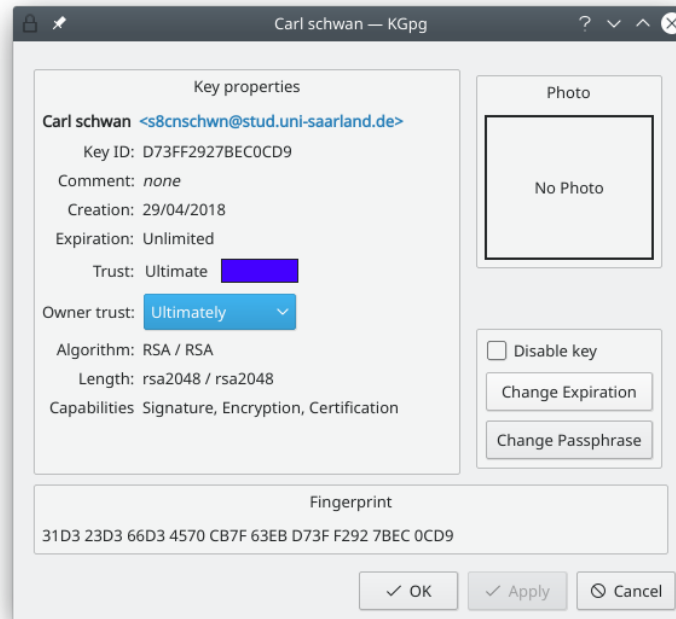 Carl schwan — KGpg
Key properties
Carl schwan <s8cnschwn@stud.uni-saarland.de>
Key ID: D73FF2927BEC0CD9
Comment: none
Creation: 29/04/2018
Expiration: Unlimited
Trust: Ultimate
Owner trust: Ultimately
Algorithm: RSA / RSA
Length: rsa2048 / rsa2048
Capabilities Signature, Encryption, Certification
Photo
No Photo
Disable key
Change Expiration
Change Passphrase
Fingerprint
31D3 23D3 66D3 4570 CB7F 63EB D73F F292 7BEC 0CD9
OK Apply Cancel